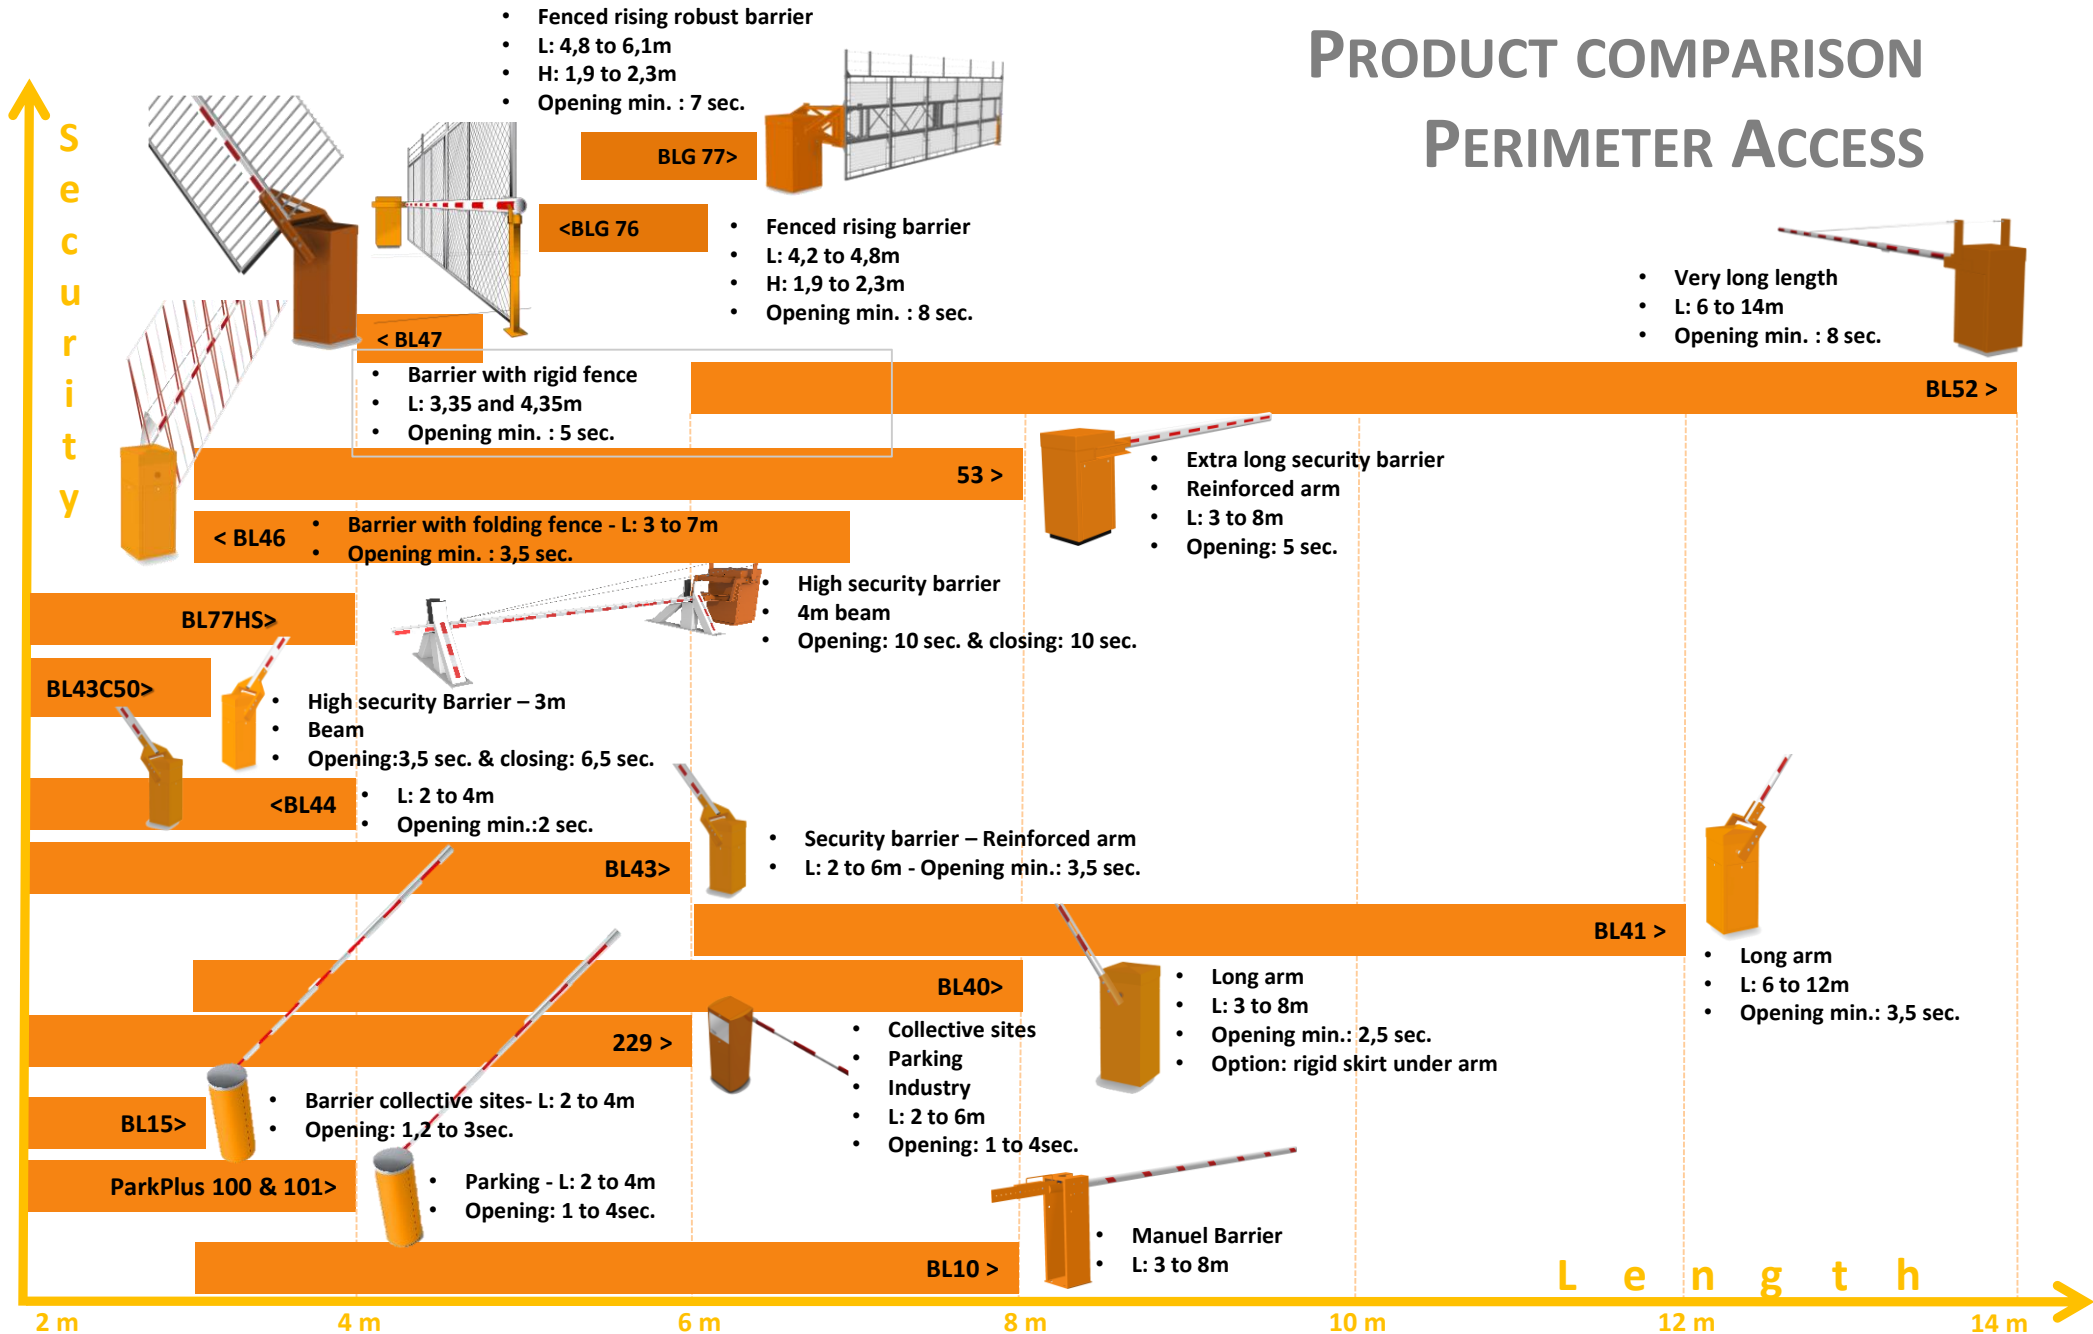 PRODUCT COMPARISON
PERIMETER ACCESS
Security
• Fenced rising robust barrier
• L: 4,8 to 6,1m
• H: 1,9 to 2,3m
• Opening min. : 7 sec.
BLG 77>
<BLG 76
• Fenced rising barrier
• L: 4,2 to 4,8m
• H: 1,9 to 2,3m
• Opening min. : 8 sec.
• Very long length
• L: 6 to 14m
• Opening min. : 8 sec.
< BL47
• Barrier with rigid fence
• L: 3,35 and 4,35m
• Opening min. : 5 sec.
BL52 >
53 >
• Extra long security barrier
• Reinforced arm
• L: 3 to 8m
• Opening: 5 sec.
< BL46
• Barrier with folding fence - L: 3 to 7m
• Opening min. : 3,5 sec.
BL77HS>
• High security barrier
• 4m beam
• Opening: 10 sec. & closing: 10 sec.
BL43C50>
• High security Barrier – 3m
• Beam
• Opening:3,5 sec. & closing: 6,5 sec.
<BL44
• L: 2 to 4m
• Opening min.:2 sec.
BL43>
• Security barrier – Reinforced arm
• L: 2 to 6m - Opening min.: 3,5 sec.
BL41 >
• Long arm
• L: 6 to 12m
• Opening min.: 3,5 sec.
BL40>
• Long arm
• L: 3 to 8m
• Opening min.: 2,5 sec.
• Option: rigid skirt under arm
229 >
• Collective sites
• Parking
• Industry
• L: 2 to 6m
• Opening: 1 to 4sec.
BL15>
• Barrier collective sites- L: 2 to 4m
• Opening: 1,2 to 3sec.
ParkPlus 100 & 101>
• Parking - L: 2 to 4m
• Opening: 1 to 4sec.
BL10 >
• Manuel Barrier
• L: 3 to 8m
Length
2 m 4 m 6 m 8 m 10 m 12 m 14 m